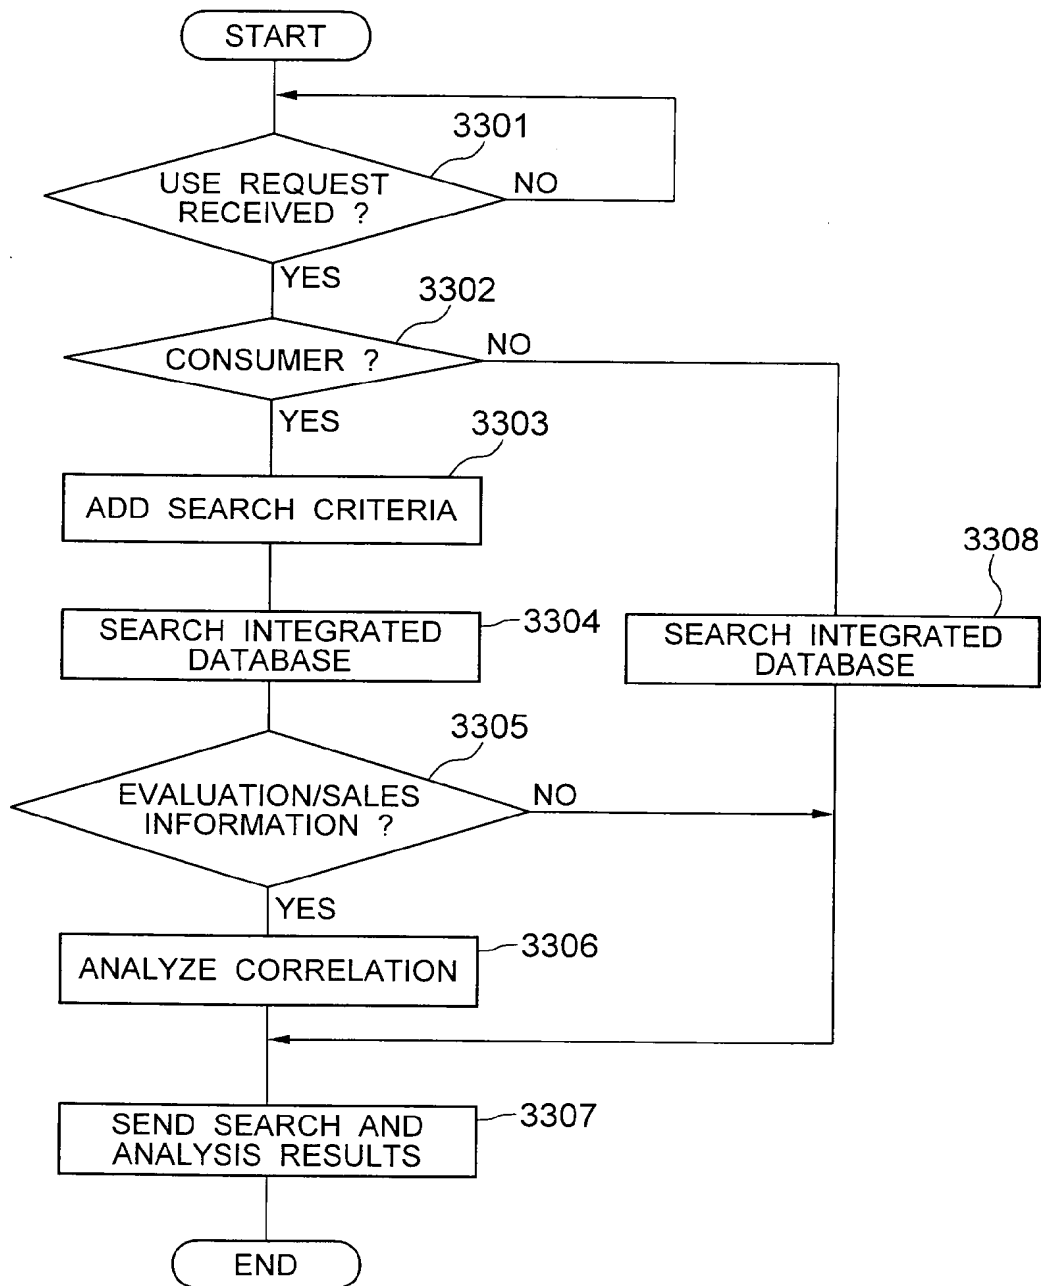 START
3301
USE REQUEST
RECEIVED ?
NO
YES
3302
CONSUMER ?
NO
YES
3303
ADD SEARCH CRITERIA
3308
SEARCH INTEGRATED
DATABASE
3304
SEARCH INTEGRATED
DATABASE
3305
EVALUATION/SALES
INFORMATION ?
NO
YES
ANALYZE CORRELATION
3306
SEND SEARCH AND
ANALYSIS RESULTS
3307
END